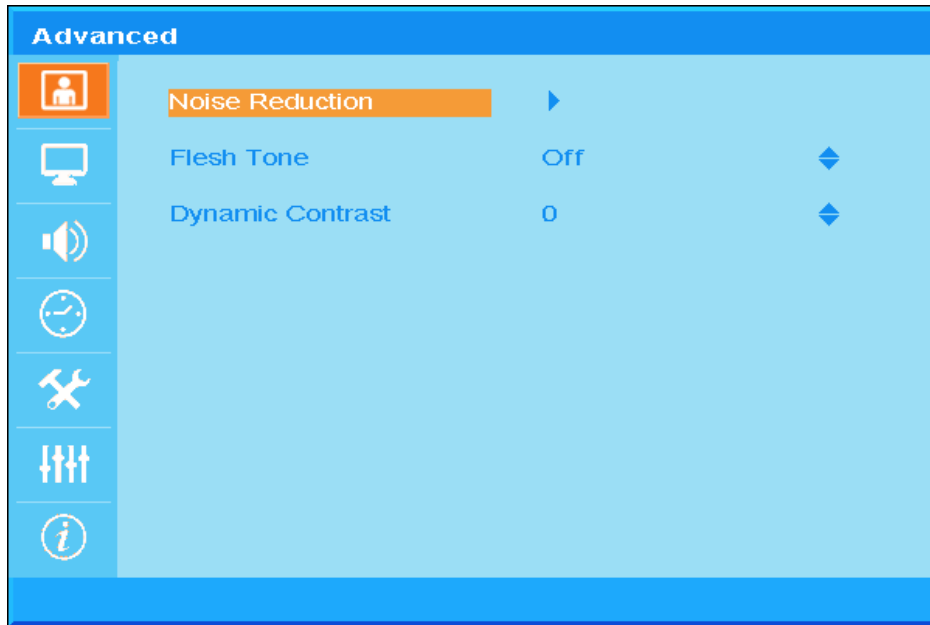 Advanced
Noise Reduction
Flesh Tone Off
Dynamic Contrast 0
i